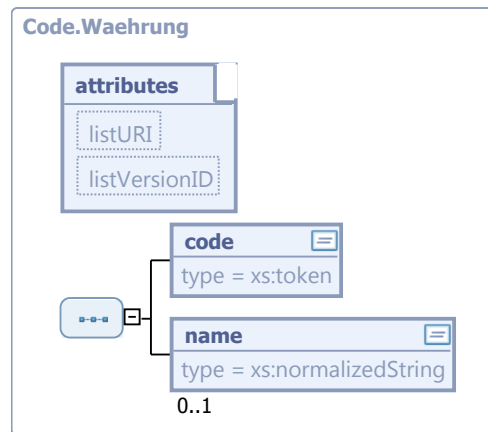 Code.Waehrung
attributes
listURI
listVersionID
code
type = xs:token
name
type = xs:normalizedString
0..1